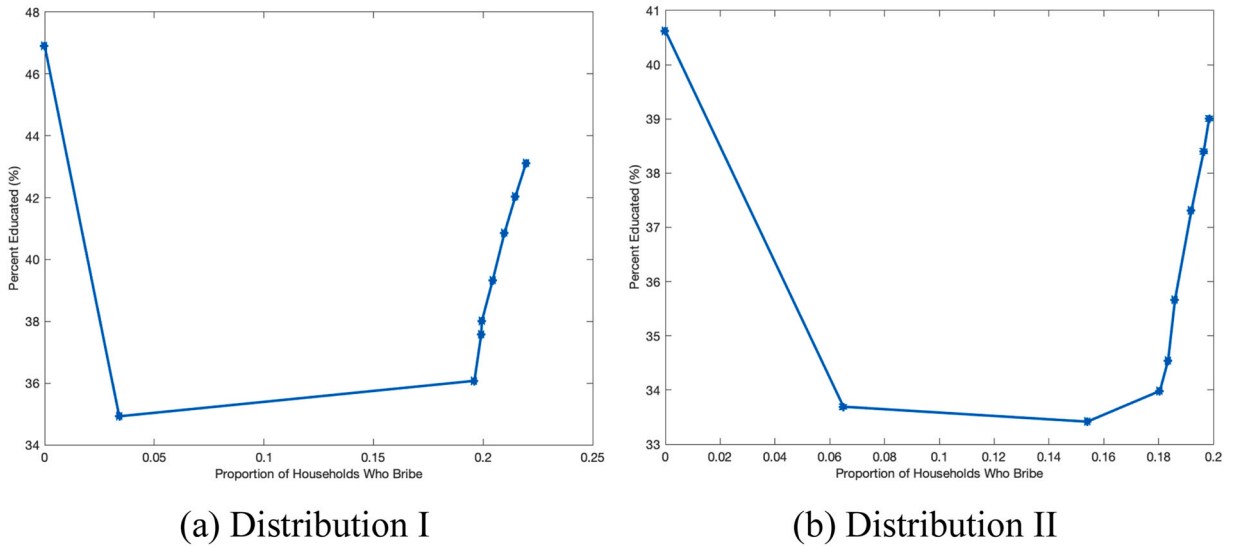 48
46
44
42
40
38
36
34
Percent Educated (%)
0 0.05 0.1 0.15 0.2 0.25
Proportion of Households Who Bribe
(a) Distribution I
41
40
39
38
37
36
35
34
33
Percent Educated (%)
0 0.02 0.04 0.06 0.08 0.1 0.12 0.14 0.16 0.18 0.2
Proportion of Households Who Bribe
(b) Distribution II